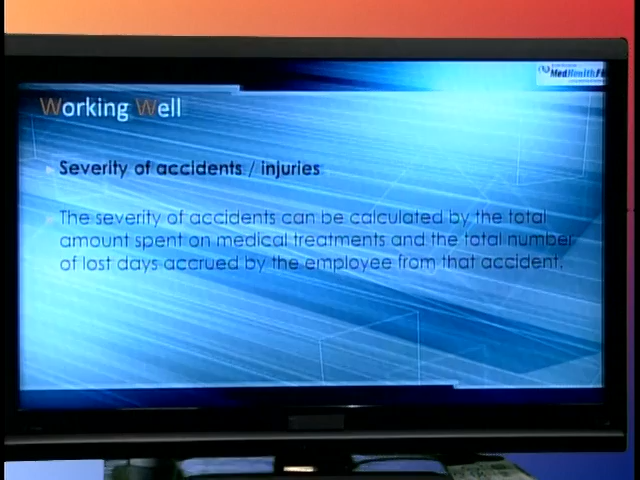 MedHealthFit
Working Well
Severity of accidents / injuries
The severity of accidents can be calculated by the total
amount spent on medical treatments and the total number
of lost days accrued by the employee from that accident.